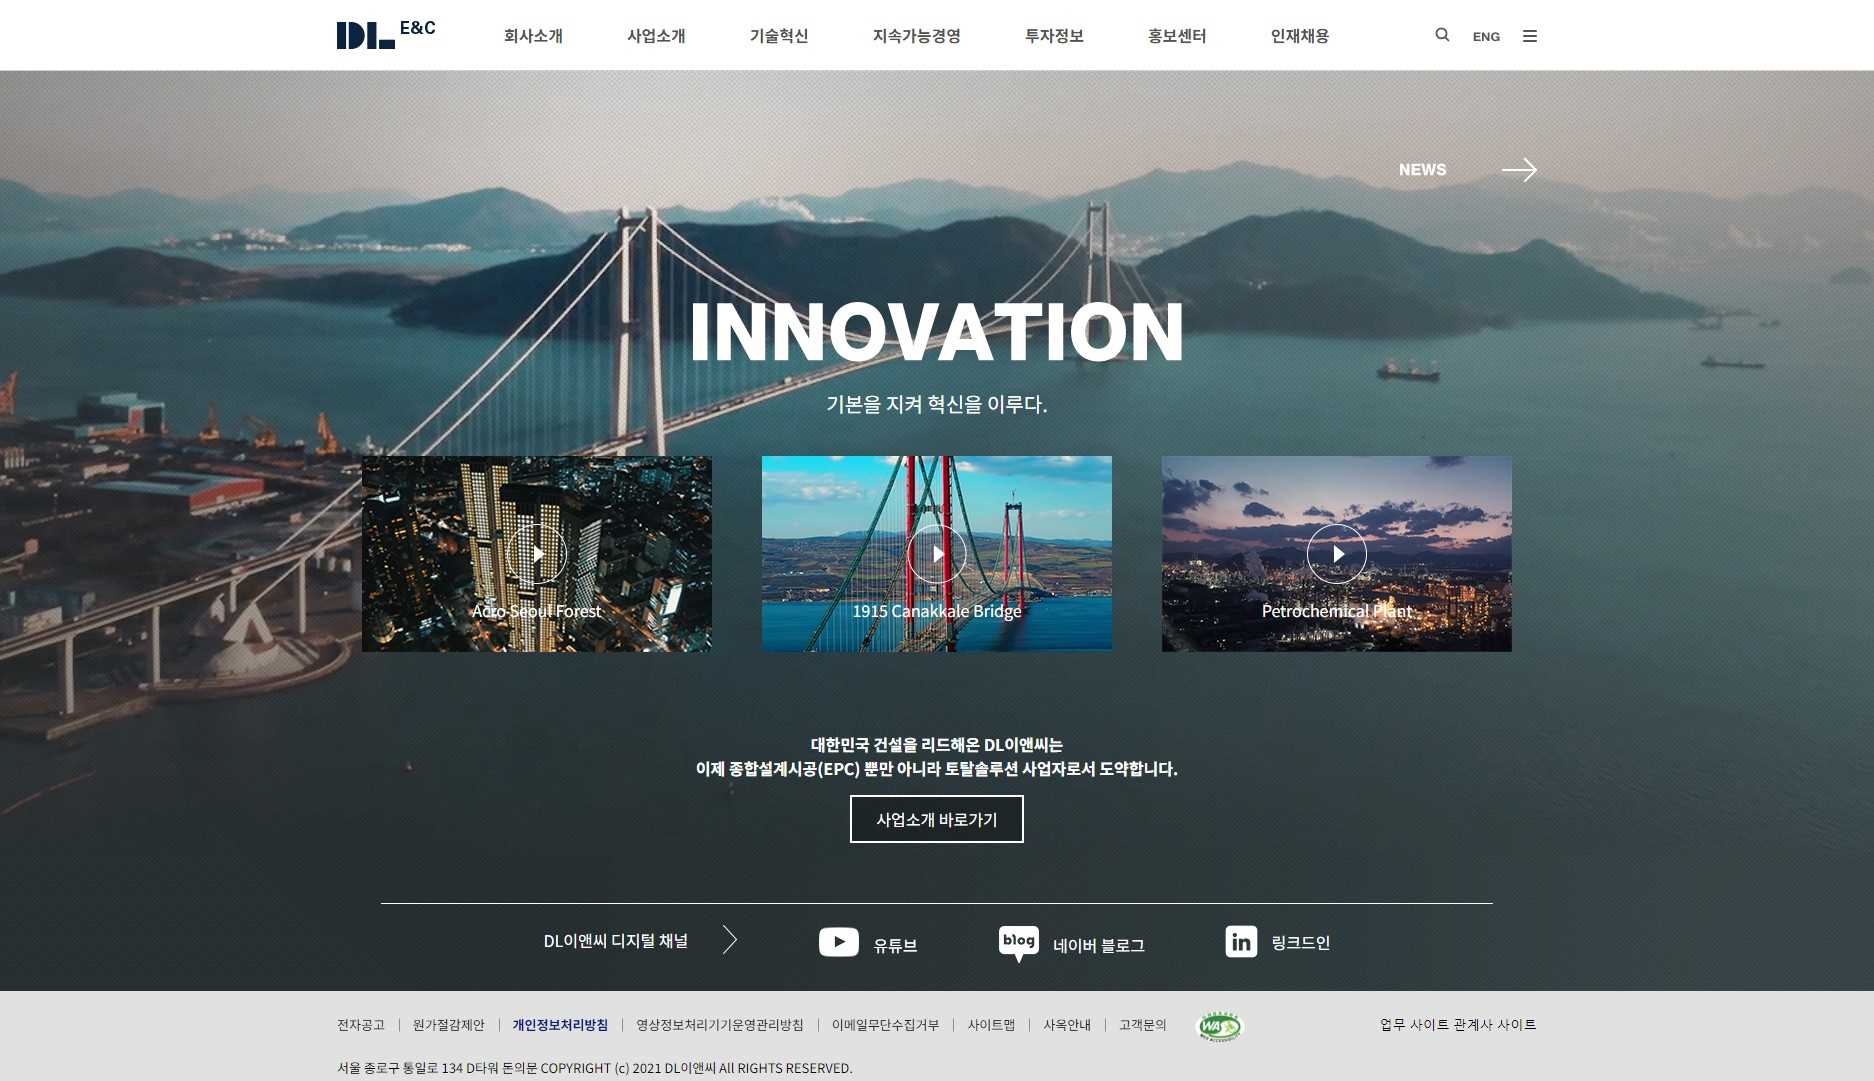 DL E&C
회사소개 사업소개 기술혁신 지속가능경영 투자정보 홍보센터 인재채용 ENG
NEWS
INNOVATION
기본을 지켜 혁신을 이루다.
Acro Seoul Forest 1915 Canakkale Bridge Petrochemical Plant
대한민국 건설을 리드해온 DL이앤씨는
이제 종합설계시공(EPC) 뿐만 아니라 토탈솔루션 사업자로서 도약합니다.
사업소개 바로가기
DL이앤씨 디지털 채널 유튜브 blog 네이버 블로그 in 링크드인
전자공고 원가절감제안 개인정보처리방침 영상정보처리기기운영관리방침 이메일무단수집거부 사이트맵 사옥안내 고객문의 WA 업무 사이트 관계사 사이트
서울 종로구 통일로 134 D타워 돈의문 COPYRIGHT (c) 2021 DL이앤씨 All RIGHTS RESERVED.